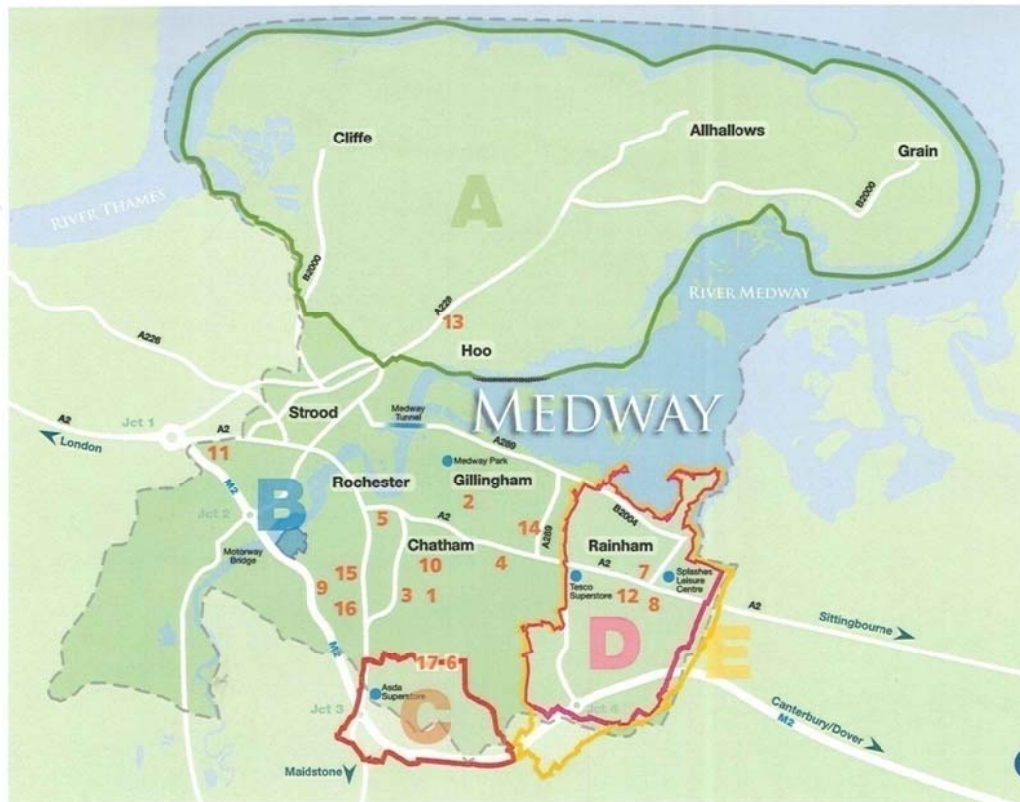 Cliffe
Allhallows
Grain
A
RIVER THAMES
B2000
B2000
RIVER MEDWAY
A228
13
A226
Hoo
MEDWAY
Strood
Medway
Tunnel
Jct 1
A2
A2
London
11
A289
Medway Park
M2
B
Rochester
Gillingham
2
B2004
Jct 2
5
A2
14
A289
Chatham
Rainham
Motorway
Bridge
10
4
A2
7
Splashes
Leisure
Centre
15
9
Tesco
Superstore
16
3
1
12
8
A2
Sittingbourne
M2
D
E
17•6
Asda
Superstore
C
Jct 3
Jct 4
Canterbury/Dover
M2
Maidstone